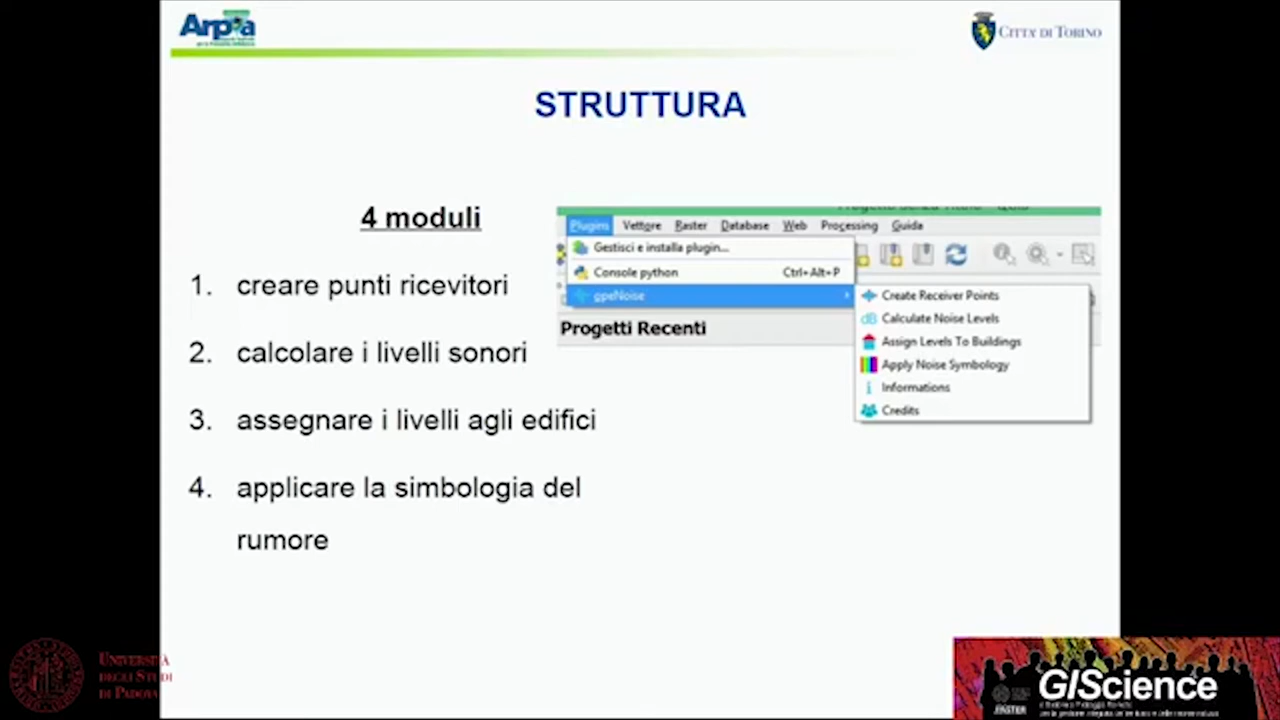 Arpa
CITTÀ DI TORINO
STRUTTURA
4 moduli
1. creare punti ricevitori
2. calcolare i livelli sonori
3. assegnare i livelli agli edifici
4. applicare la simbologia del
rumore
Plugins Vettore Raster Database Web Processing Guida
Gestisci e installa plugin...
Console python Ctrl+Alt+P
opeNoise
Progetti Recenti
Create Receiver Points
Calculate Noise Levels
Assign Levels To Buildings
Apply Noise Symbology
Informations
Credits
UNIVERSITÀ
DEGLI STUDI
DI PADOVA
GIScience
MASTER